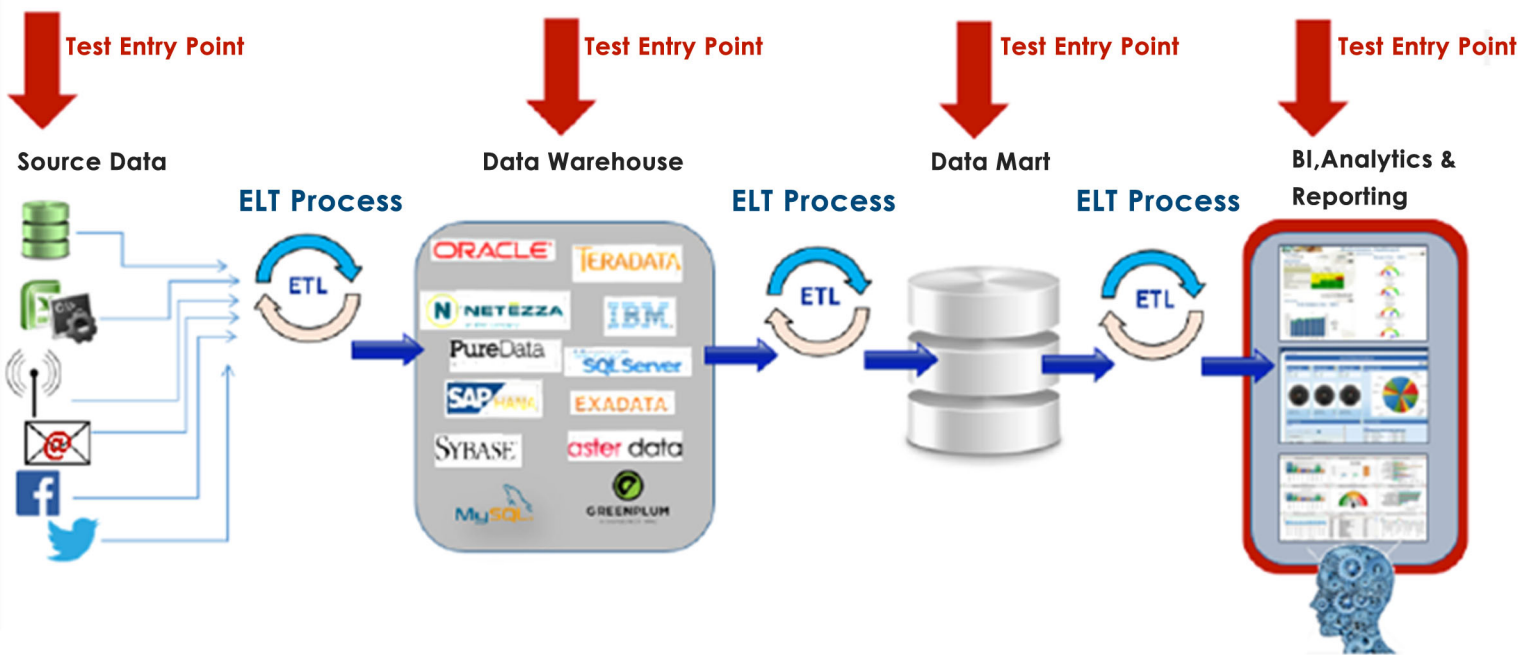 Test Entry Point
Test Entry Point
Test Entry Point
Test Entry Point
Source Data
Data Warehouse
Data Mart
BI,Analytics &
Reporting
ELT Process
ELT Process
ELT Process
ETL
ETL
ETL
ORACLE
TERADATA
NETEZZA
IBM
PureData
Microsoft
SQL Server
SAP HANA
EXADATA
SYBASE
aster data
MySQL
GREENPLUM
@
f